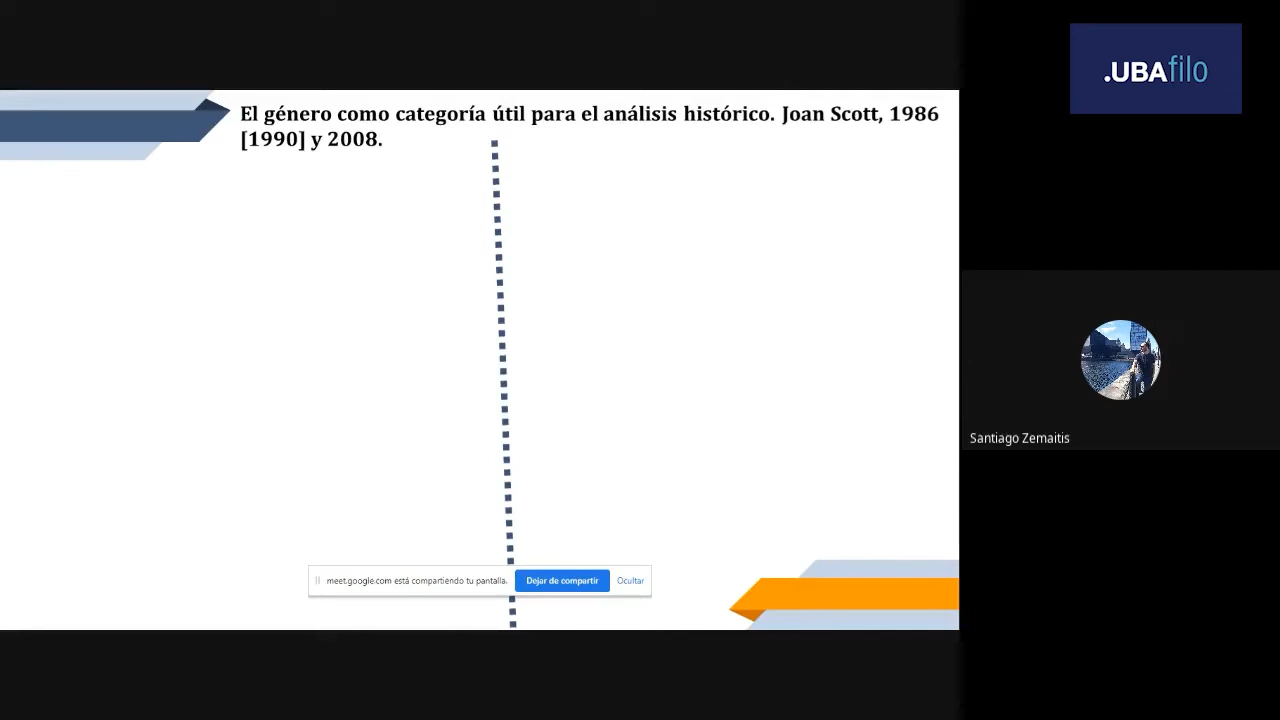 .UBAfilo
El género como categoría útil para el análisis histórico. Joan Scott, 1986
[1990] y 2008.
Santiago Zemaitis
meet.google.com está compartiendo tu pantalla.
Dejar de compartir
Ocultar